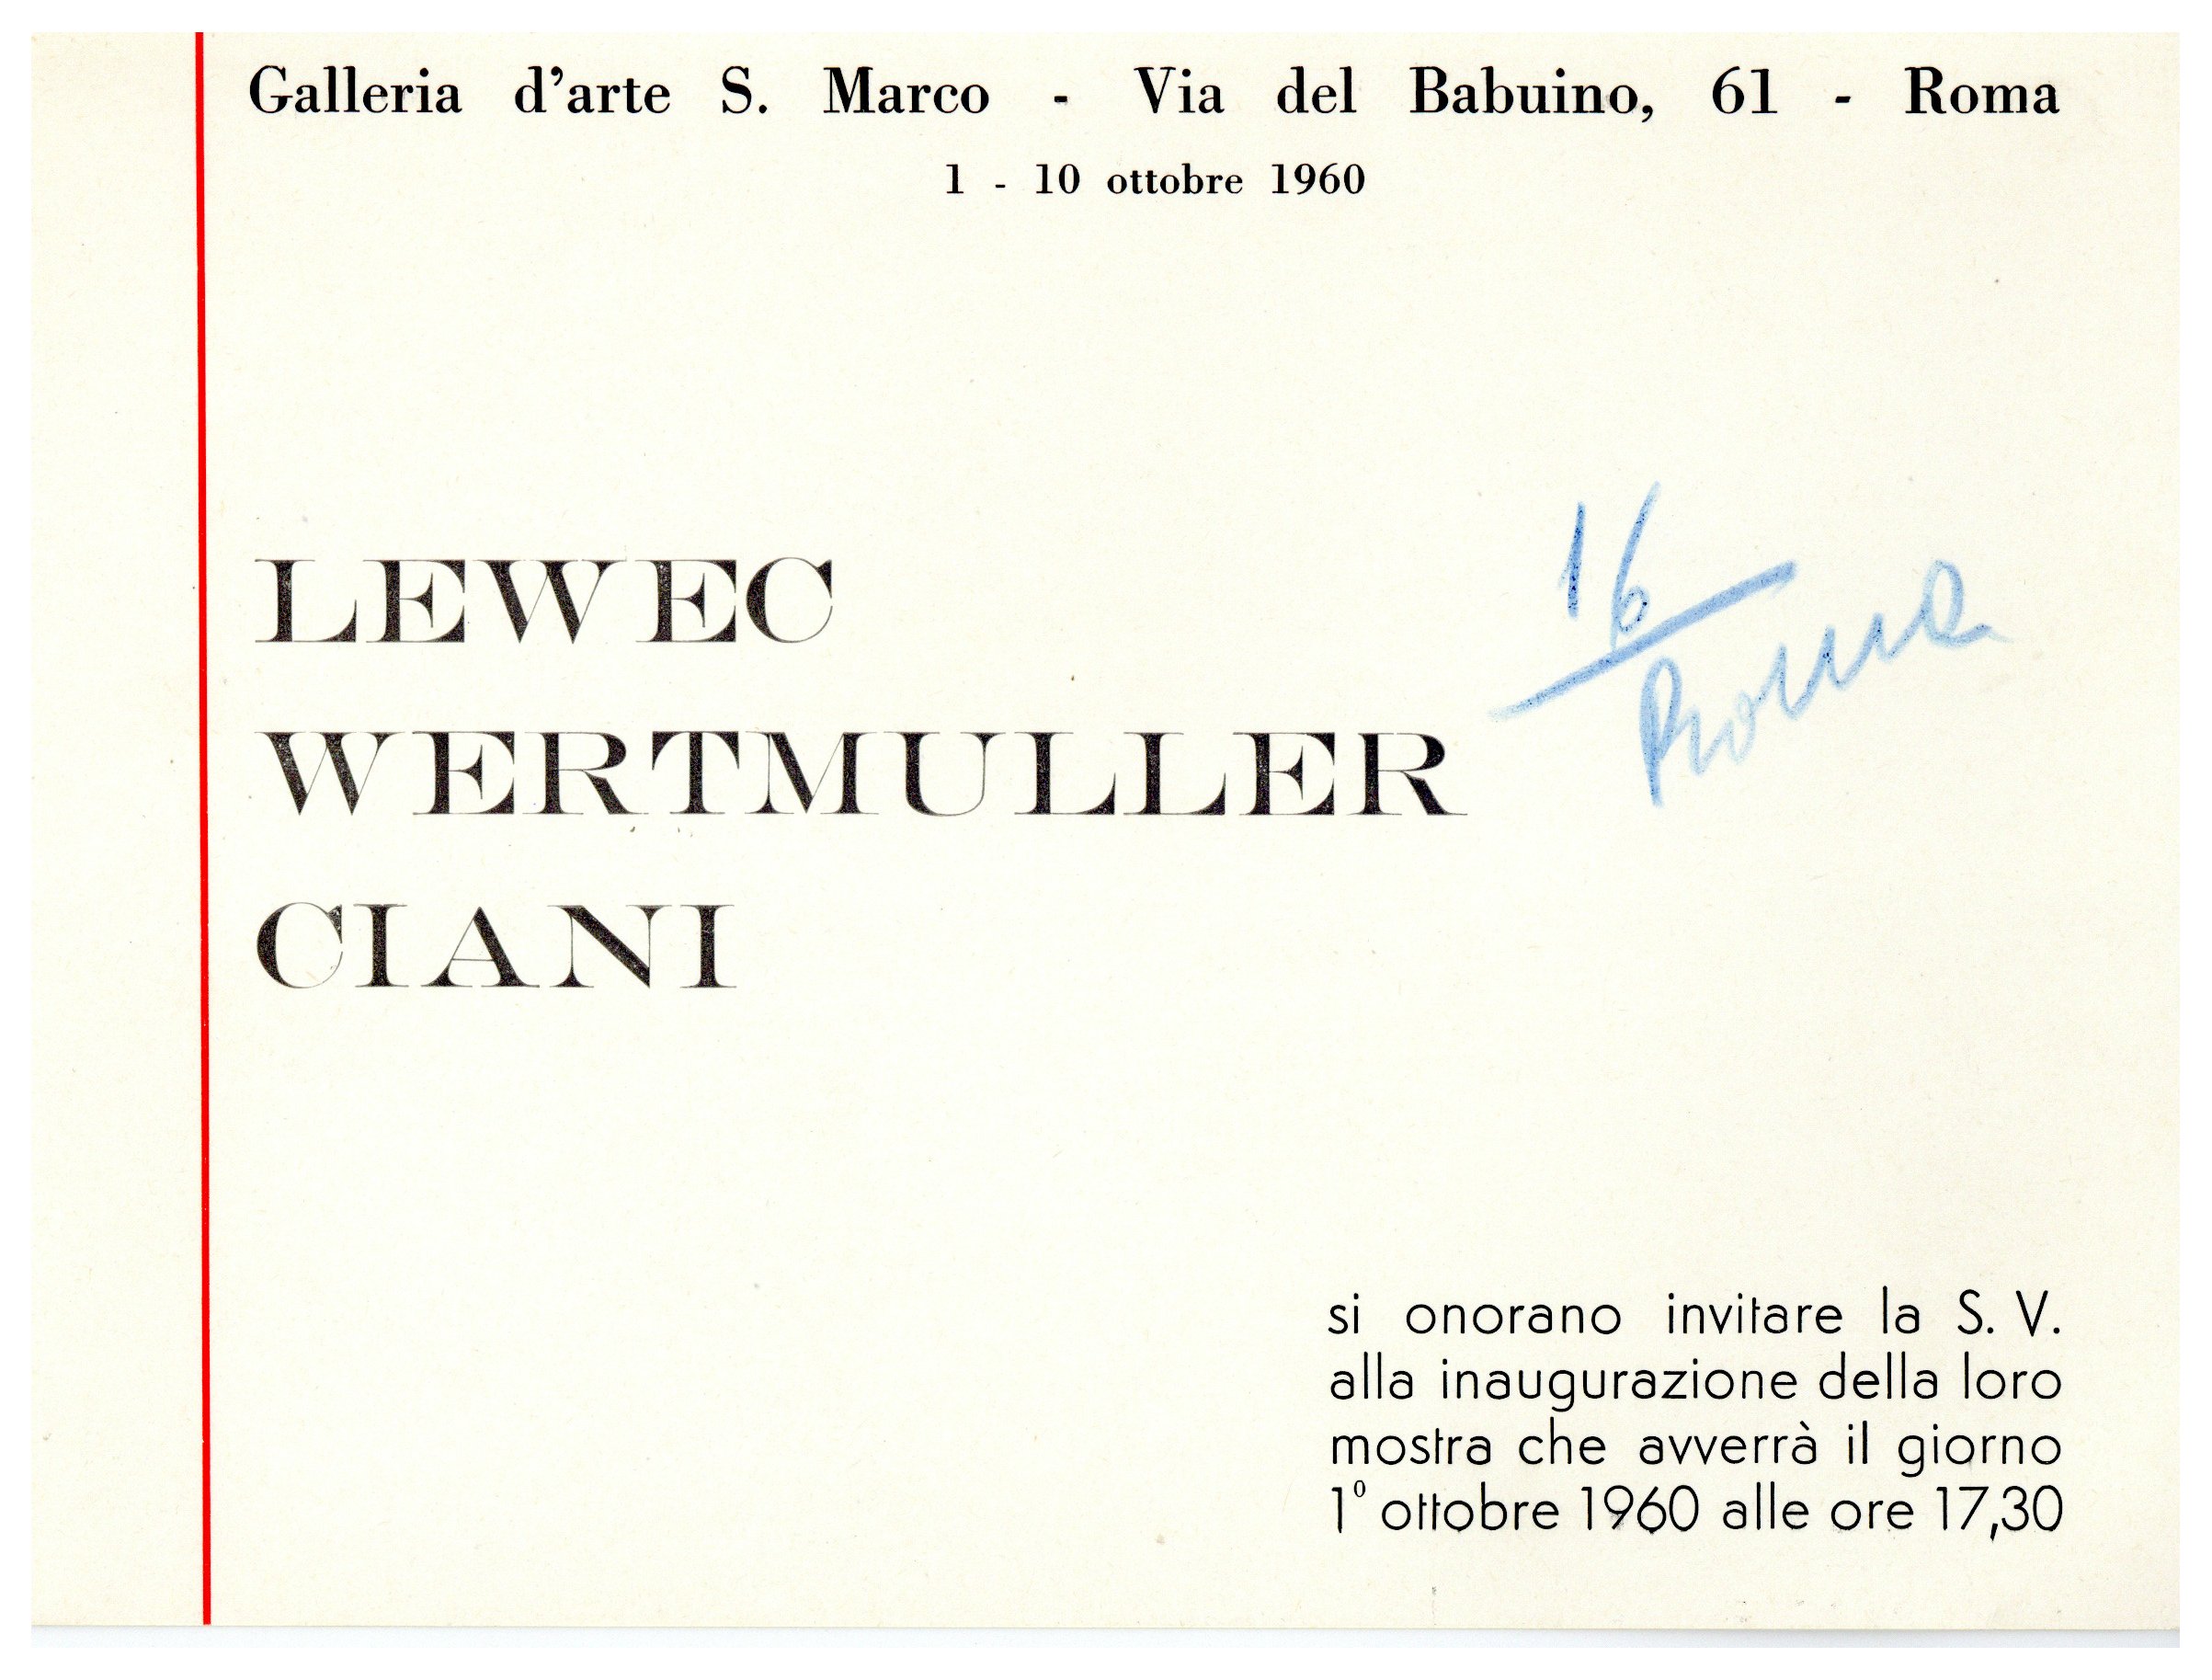 Galleria d'arte S. Marco - Via del Babuino, 61 - Roma
1 - 10 ottobre 1960
16
Roma
LEWEC
WERTMULLER
CIANI
si onorano invitare la S. V.
alla inaugurazione della loro
mostra che avverrà il giorno
1º ottobre 1960 alle ore 17,30